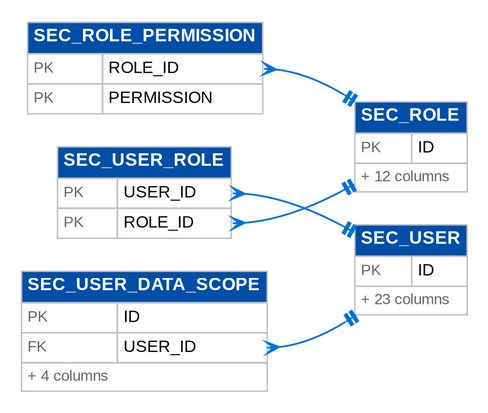 SEC_ROLE_PERMISSION
PK ROLE_ID
PK PERMISSION
SEC_ROLE
PK ID
+ 12 columns
SEC_USER_ROLE
PK USER_ID
PK ROLE_ID
SEC_USER
PK ID
+ 23 columns
SEC_USER_DATA_SCOPE
PK ID
FK USER_ID
+ 4 columns